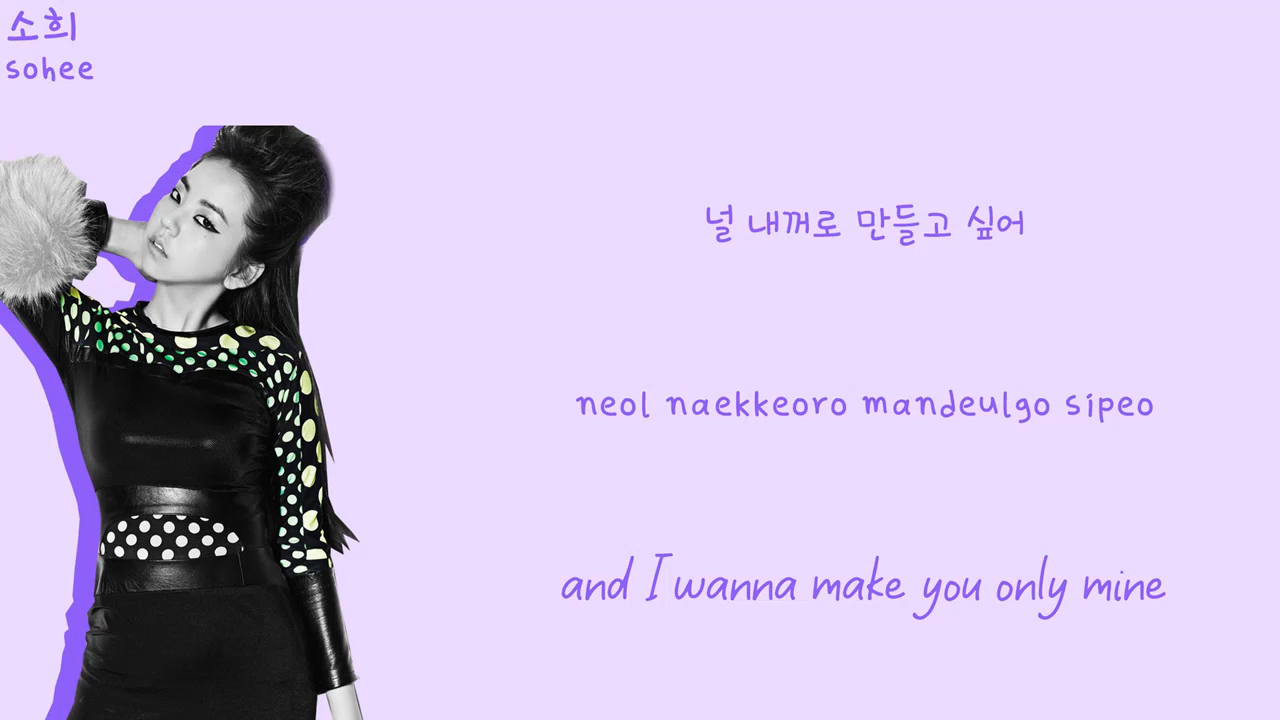 소희
sohee
널 내꺼로 만들고 싶어
neol naekkeoro mandeulgo sipeo
and I wanna make you only mine